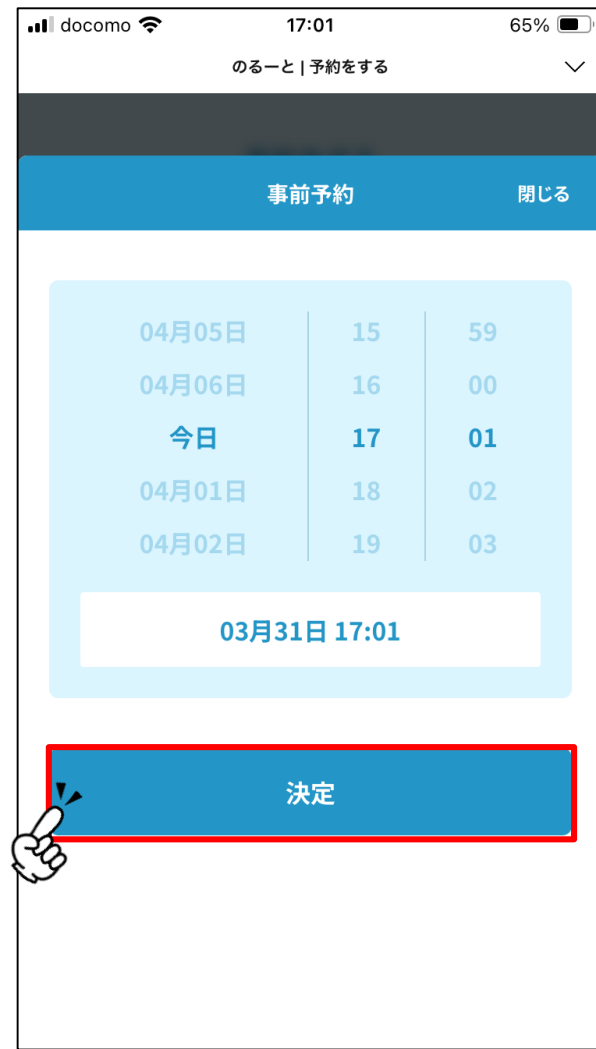 docomo 17:01 65%
のるーと | 予約をする
事前予約 閉じる
04月05日 15 59
04月06日 16 00
今日 17 01
04月01日 18 02
04月02日 19 03
03月31日 17:01
決定